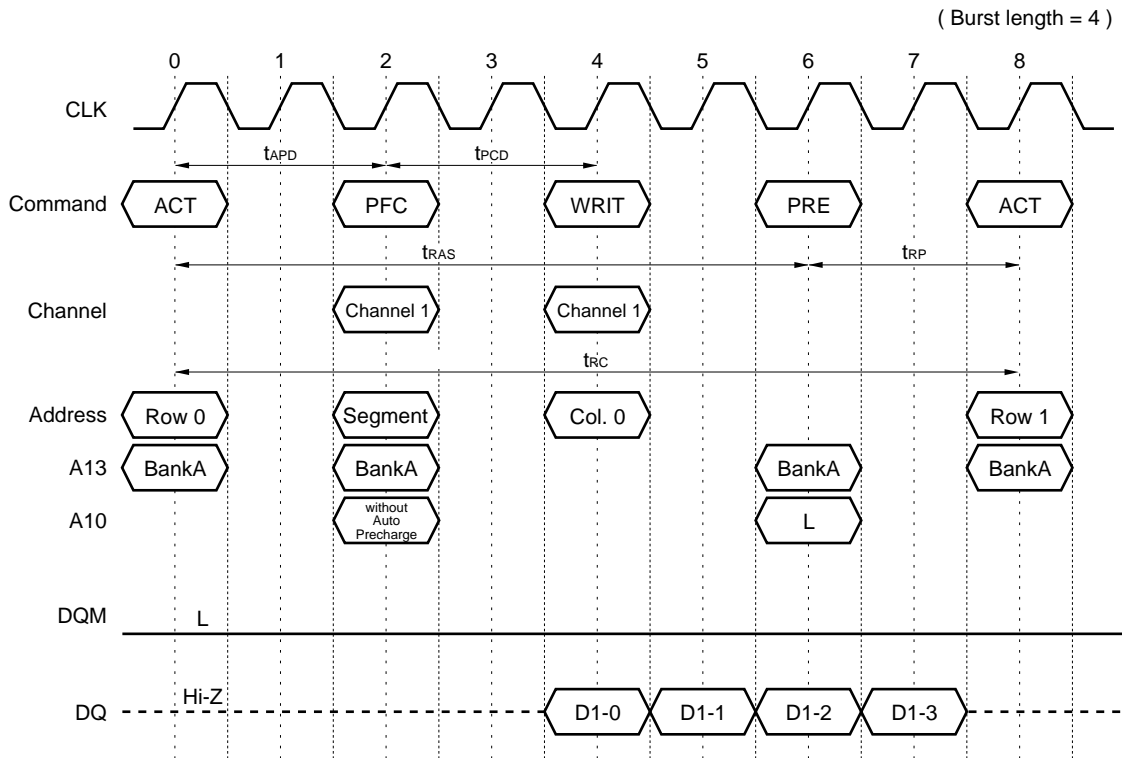 ( Burst length = 4 )
0 1 2 3 4 5 6 7 8
CLK
tAPD tPCD
Command ACT PFC WRIT PRE ACT
tRAS tRP
Channel Channel 1 Channel 1
tRC
Address Row 0 Segment Col. 0 Row 1
A13 BankA BankA BankA BankA
A10 without Auto Precharge L
DQM L
Hi-Z
DQ D1-0 D1-1 D1-2 D1-3